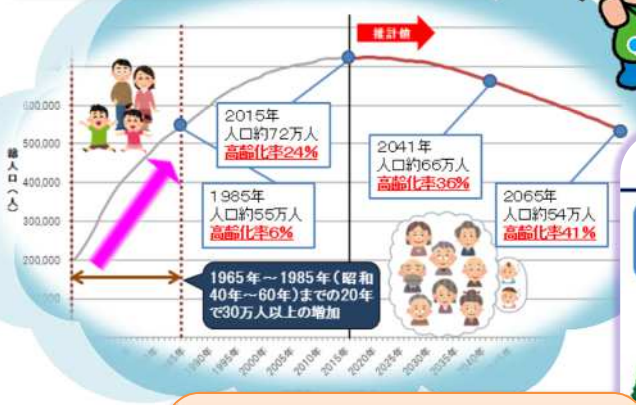 推計値
600,000
500,000
400,000
300,000
200,000
総人口(人)
2015年
人口約72万人
高齢化率24%
1985年
人口約55万人
高齢化率6%
2041年
人口約66万人
高齢化率36%
2065年
人口約54万人
高齢化率41%
1965年~1985年(昭和
40年~60年)までの20年
で30万人以上の増加
1990年
1995年
2000年
2005年
2010年
2015年
2020年
2025年
2030年
2035年
2040年